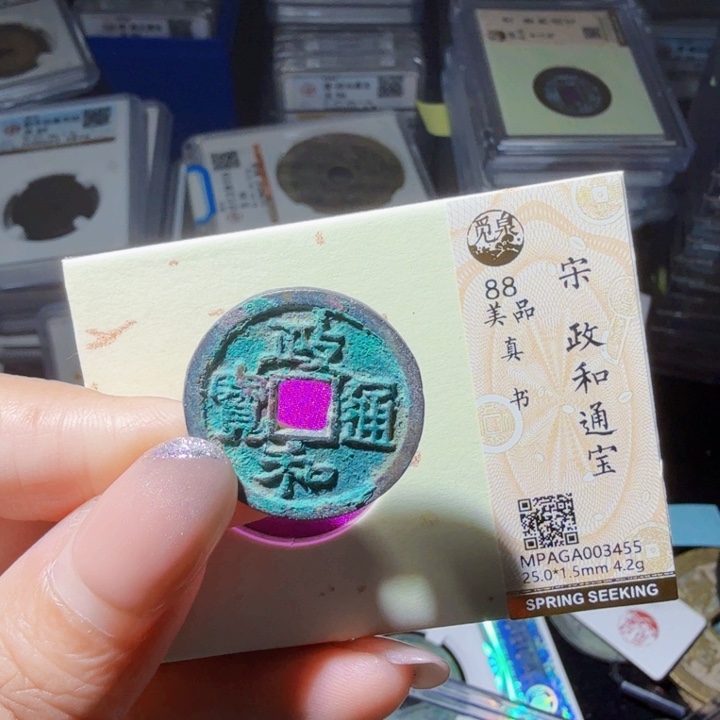 政
和
通
寳
觅泉
88
美品
真
书
宋 政和通宝
MPAGA003455
25.0*1.5mm 4.2g
SPRING SEEKING